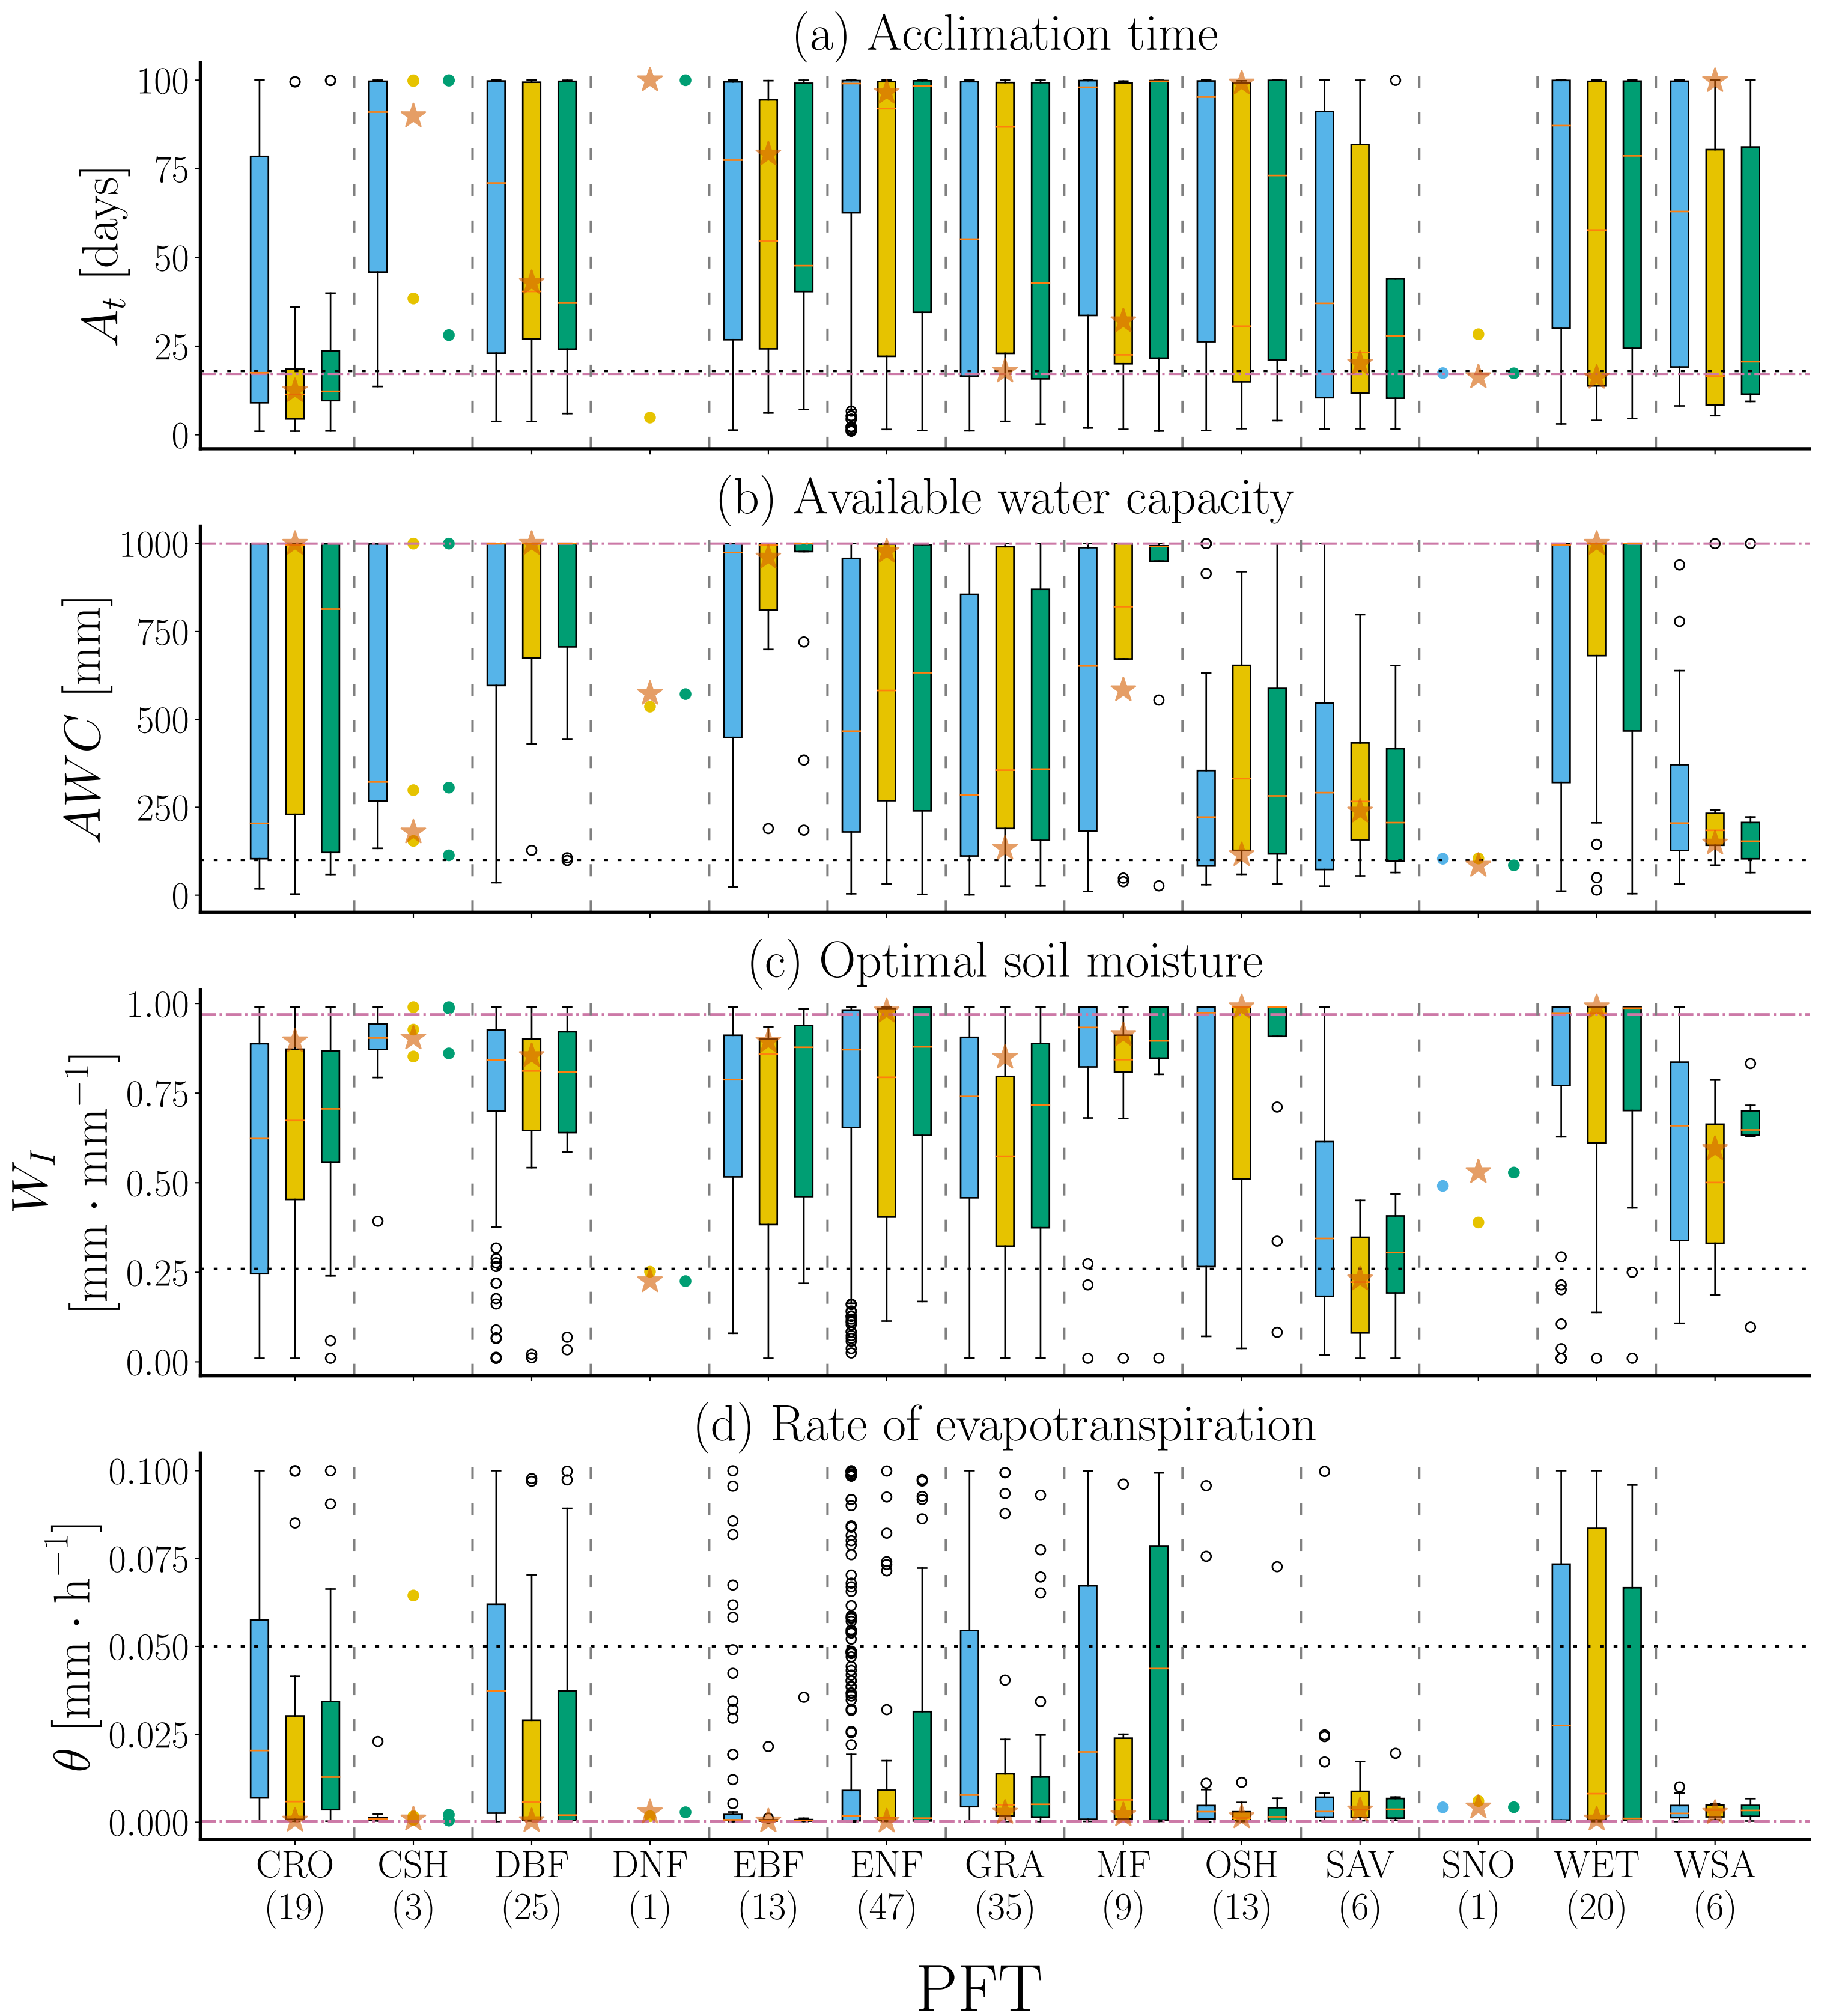 (a) Acclimation time
100
75
50
25
0
A_t [days]
(b) Available water capacity
1000
750
500
250
0
AWC [mm]
(c) Optimal soil moisture
1.00
0.75
0.50
0.25
0.00
W_I
[mm · mm⁻¹]
(d) Rate of evapotranspiration
0.100
0.075
0.050
0.025
0.000
θ [mm · h⁻¹]
CRO CSH DBF DNF EBF ENF GRA MF OSH SAV SNO WET WSA
(19) (3) (25) (1) (13) (47) (35) (9) (13) (6) (1) (20) (6)
PFT